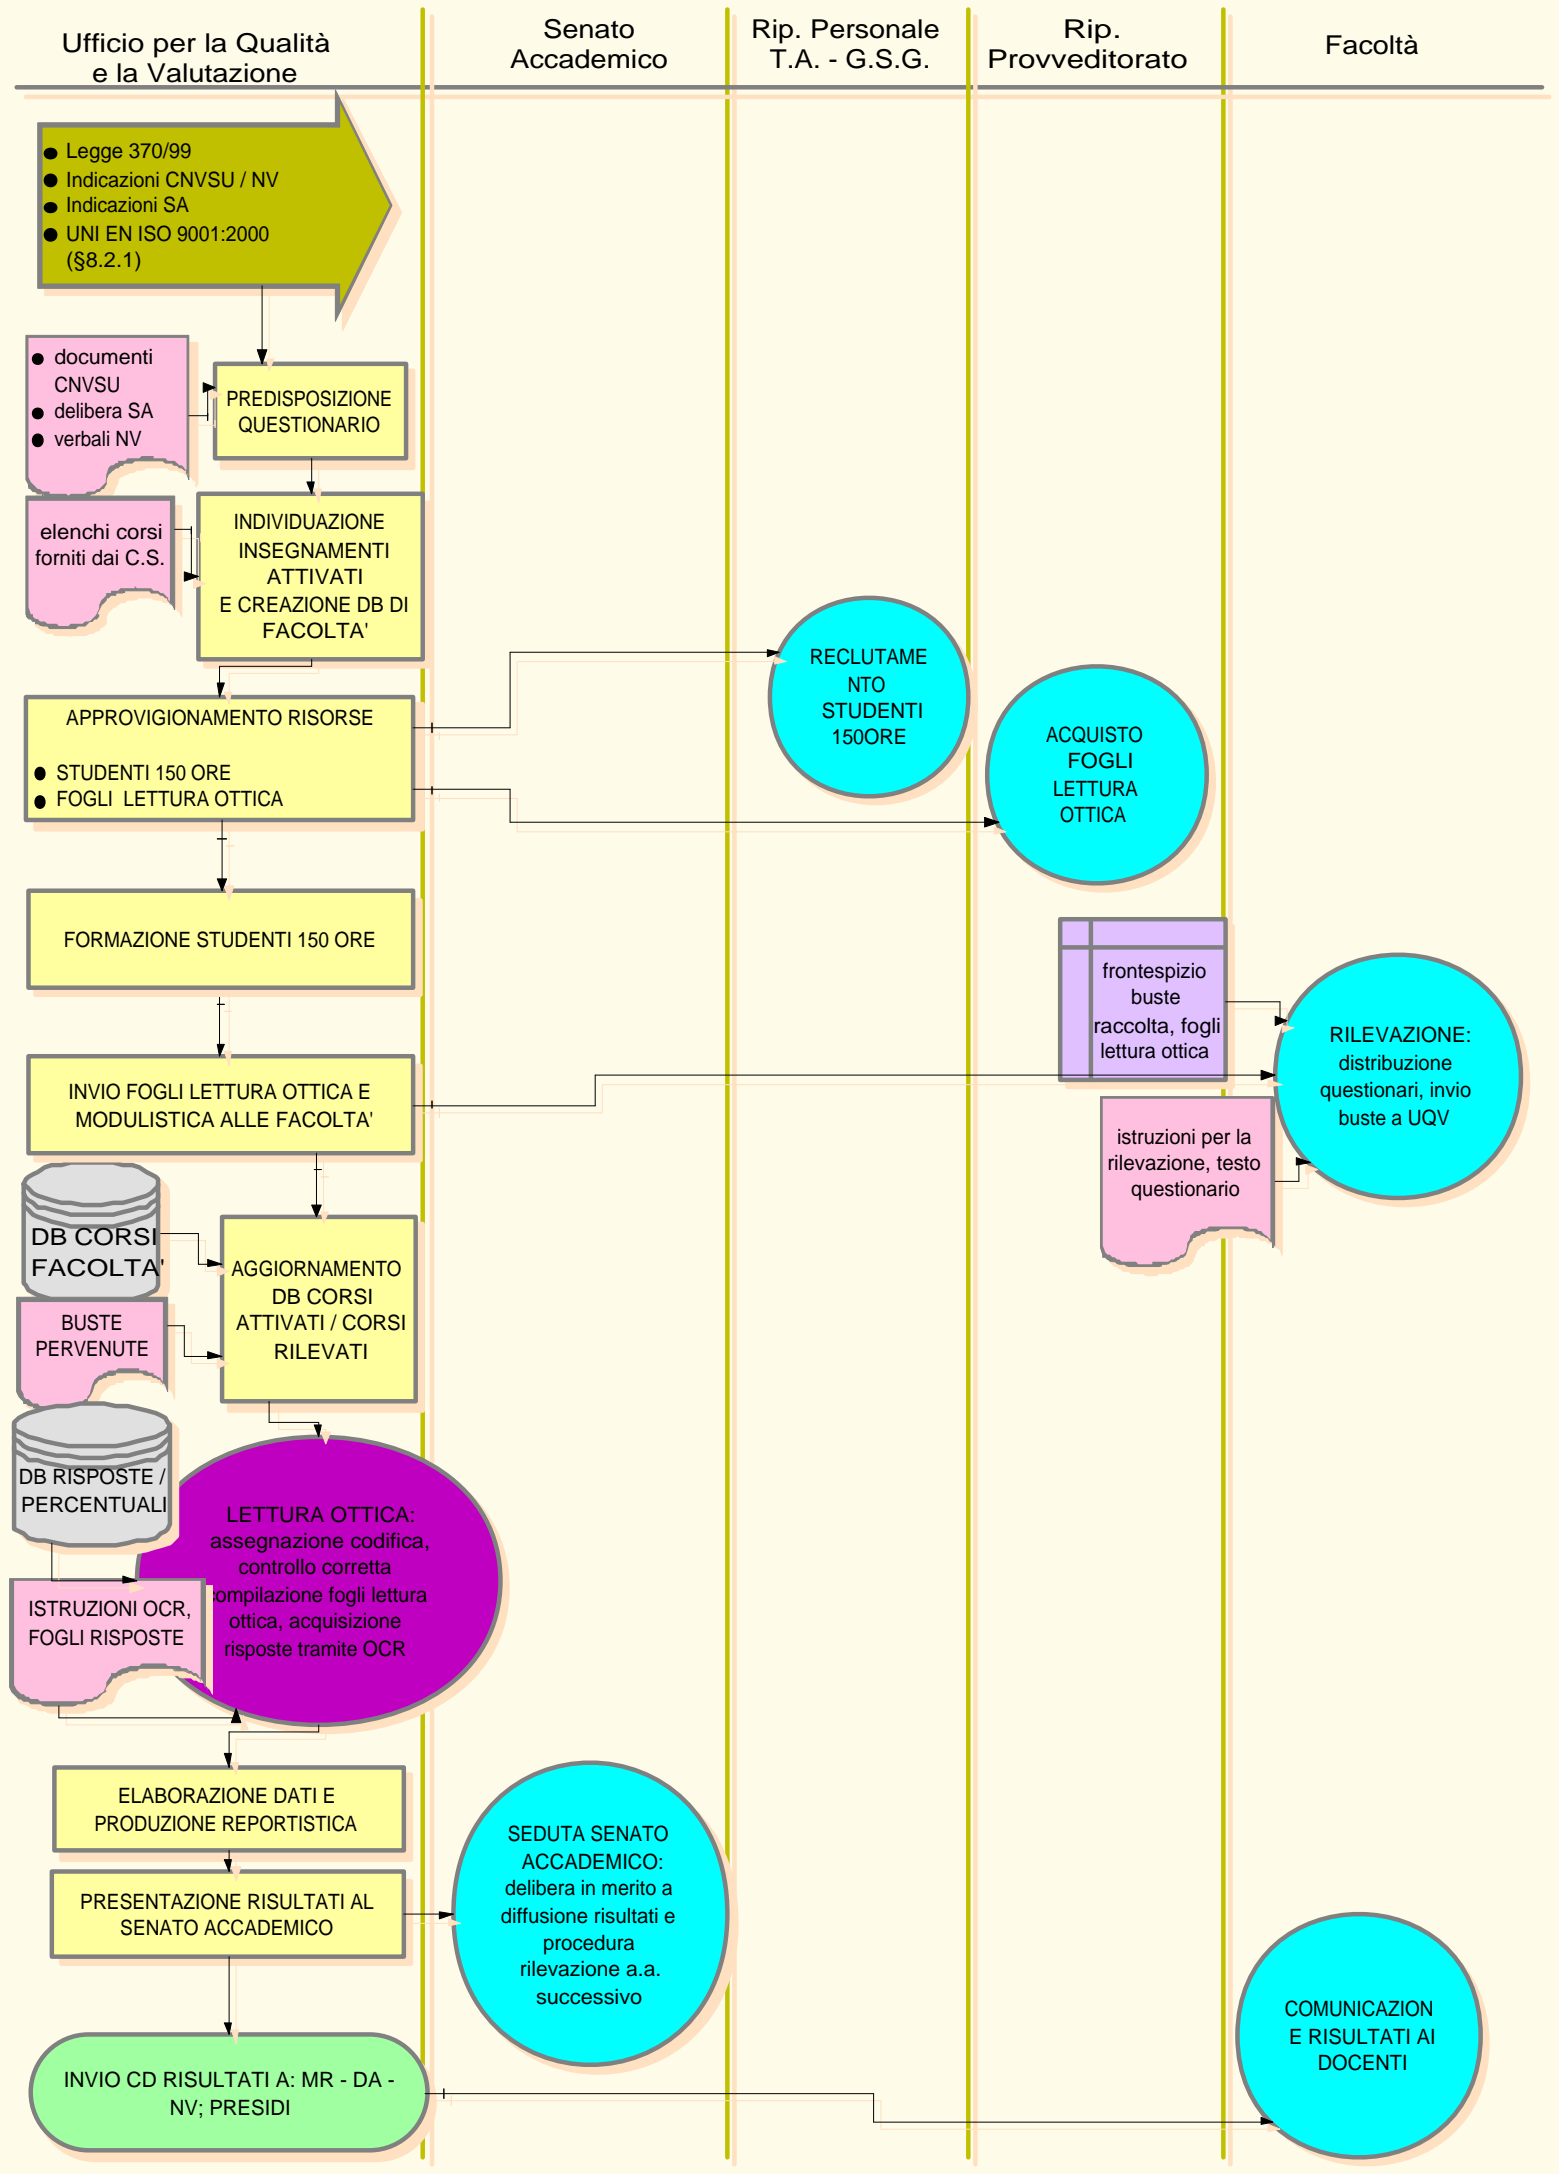 Ufficio per la Qualità
e la Valutazione
Senato
Accademico
Rip. Personale
T.A. - G.S.G.
Rip.
Provveditorato
Facoltà
● Legge 370/99
● Indicazioni CNVSU / NV
● Indicazioni SA
● UNI EN ISO 9001:2000
(§8.2.1)
● documenti
CNVSU
● delibera SA
● verbali NV
PREDISPOSIZIONE
QUESTIONARIO
elenchi corsi
forniti dai C.S.
INDIVIDUAZIONE
INSEGNAMENTI
ATTIVATI
E CREAZIONE DB DI
FACOLTA'
RECLUTAME
NTO
STUDENTI
150ORE
APPROVIGIONAMENTO RISORSE
● STUDENTI 150 ORE
● FOGLI LETTURA OTTICA
ACQUISTO
FOGLI
LETTURA
OTTICA
FORMAZIONE STUDENTI 150 ORE
frontespizio
buste
raccolta, fogli
lettura ottica
RILEVAZIONE:
distribuzione
questionari, invio
buste a UQV
INVIO FOGLI LETTURA OTTICA E
MODULISTICA ALLE FACOLTA'
istruzioni per la
rilevazione, testo
questionario
DB CORSI
FACOLTA'
AGGIORNAMENTO
DB CORSI
ATTIVATI / CORSI
RILEVATI
BUSTE
PERVENUTE
DB RISPOSTE /
PERCENTUALI
LETTURA OTTICA:
assegnazione codifica,
controllo corretta
compilazione fogli lettura
ottica, acquisizione
risposte tramite OCR
ISTRUZIONI OCR,
FOGLI RISPOSTE
ELABORAZIONE DATI E
PRODUZIONE REPORTISTICA
PRESENTAZIONE RISULTATI AL
SENATO ACCADEMICO
SEDUTA SENATO
ACCADEMICO:
delibera in merito a
diffusione risultati e
procedura
rilevazione a.a.
successivo
COMUNICAZION
E RISULTATI AI
DOCENTI
INVIO CD RISULTATI A: MR - DA -
NV; PRESIDI